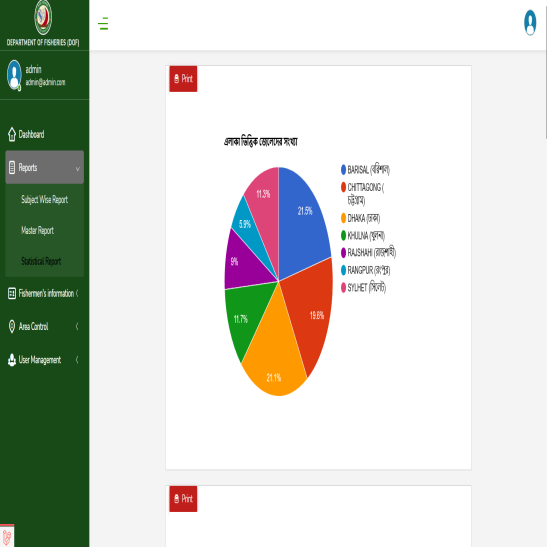 DEPARTMENT OF FISHERIES (DOF)
admin
admin@admin.com
Dashboard
Reports
Subject Wise Report
Master Report
Statistical Report
Fishermen's information
Area Control
User Management
Print
এলাকা ভিত্তিক জেলেদের সংখ্যা
21.5%
19.8%
21.1%
11.7%
9%
5.9%
11.3%
BARISAL (বরিশাল)
CHITTAGONG (
চট্টগ্রাম)
DHAKA (ঢাকা)
KHULNA (খুলনা)
RAJSHAHI (রাজশাহী)
RANGPUR (রংপুর)
SYLHET (সিলেট)
Print